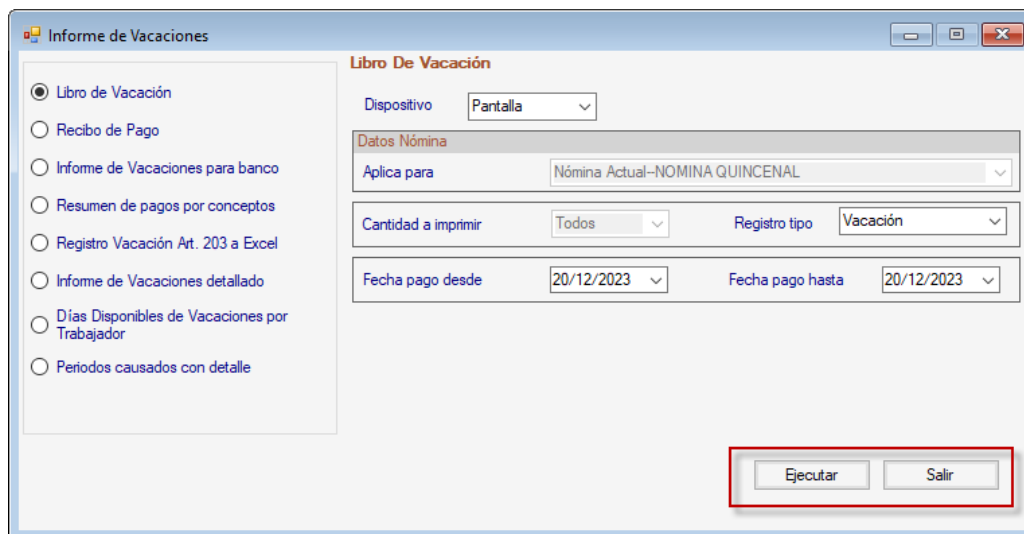 Informe de Vacaciones
Libro de Vacación
Recibo de Pago
Informe de Vacaciones para banco
Resumen de pagos por conceptos
Registro Vacación Art. 203 a Excel
Informe de Vacaciones detallado
Días Disponibles de Vacaciones por
Trabajador
Periodos causados con detalle
Libro De Vacación
Dispositivo Pantalla
Datos Nómina
Aplica para Nómina Actual--NOMINA QUINCENAL
Cantidad a imprimir Todos Registro tipo Vacación
Fecha pago desde 20/12/2023 Fecha pago hasta 20/12/2023
Ejecutar Salir